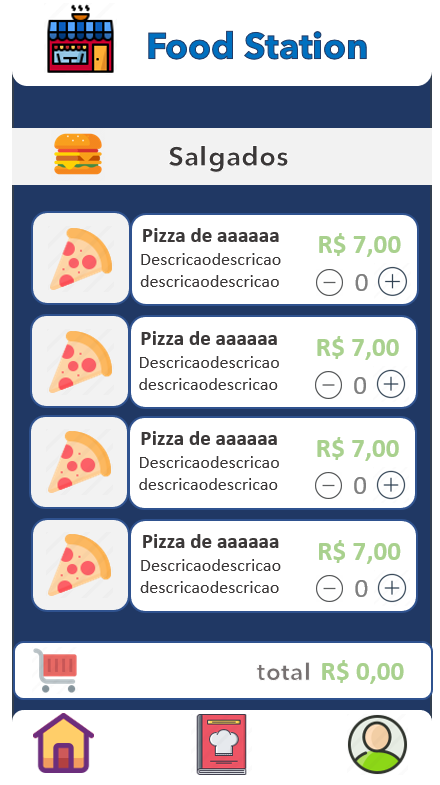 Food Station
Salgados
Pizza de aaaaaa
Descricaodescricao
descricaodescricao
R$ 7,00
− 0 +
Pizza de aaaaaa
Descricaodescricao
descricaodescricao
R$ 7,00
− 0 +
Pizza de aaaaaa
Descricaodescricao
descricaodescricao
R$ 7,00
− 0 +
Pizza de aaaaaa
Descricaodescricao
descricaodescricao
R$ 7,00
− 0 +
total R$ 0,00